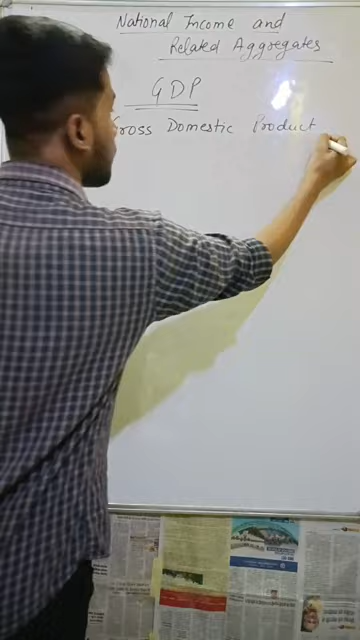 National Income and
Related Aggregates
GDP
Gross Domestic Product